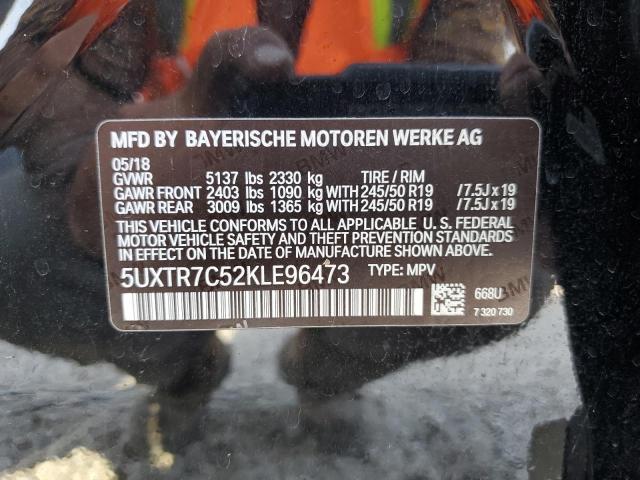 MFD BY BAYERISCHE MOTOREN WERKE AG
05/18
GVWR 5137 lbs 2330 kg TIRE / RIM
GAWR FRONT 2403 lbs 1090 kg WITH 245/50 R19 /7.5J x 19
GAWR REAR 3009 lbs 1365 kg WITH 245/50 R19 /7.5J x 19
THIS VEHICLE CONFORMS TO ALL APPLICABLE U. S. FEDERAL
MOTOR VEHICLE SAFETY AND THEFT PREVENTION STANDARDS
IN EFFECT ON THE DATE OF MANUFACTURE SHOWN ABOVE.
5UXTR7C52KLE96473 TYPE: MPV
668U
7 320 730